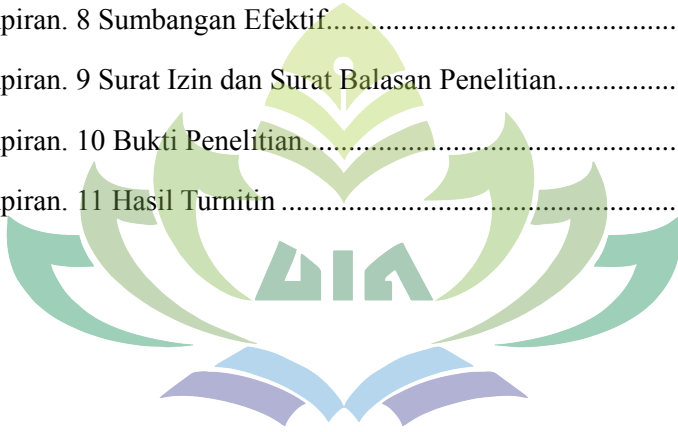 piran. 8 Sumbangan Efektif................................................
piran. 9 Surat Izin dan Surat Balasan Penelitian................
piran. 10 Bukti Penelitian...................................................
piran. 11 Hasil Turnitin ......................................................
UIN